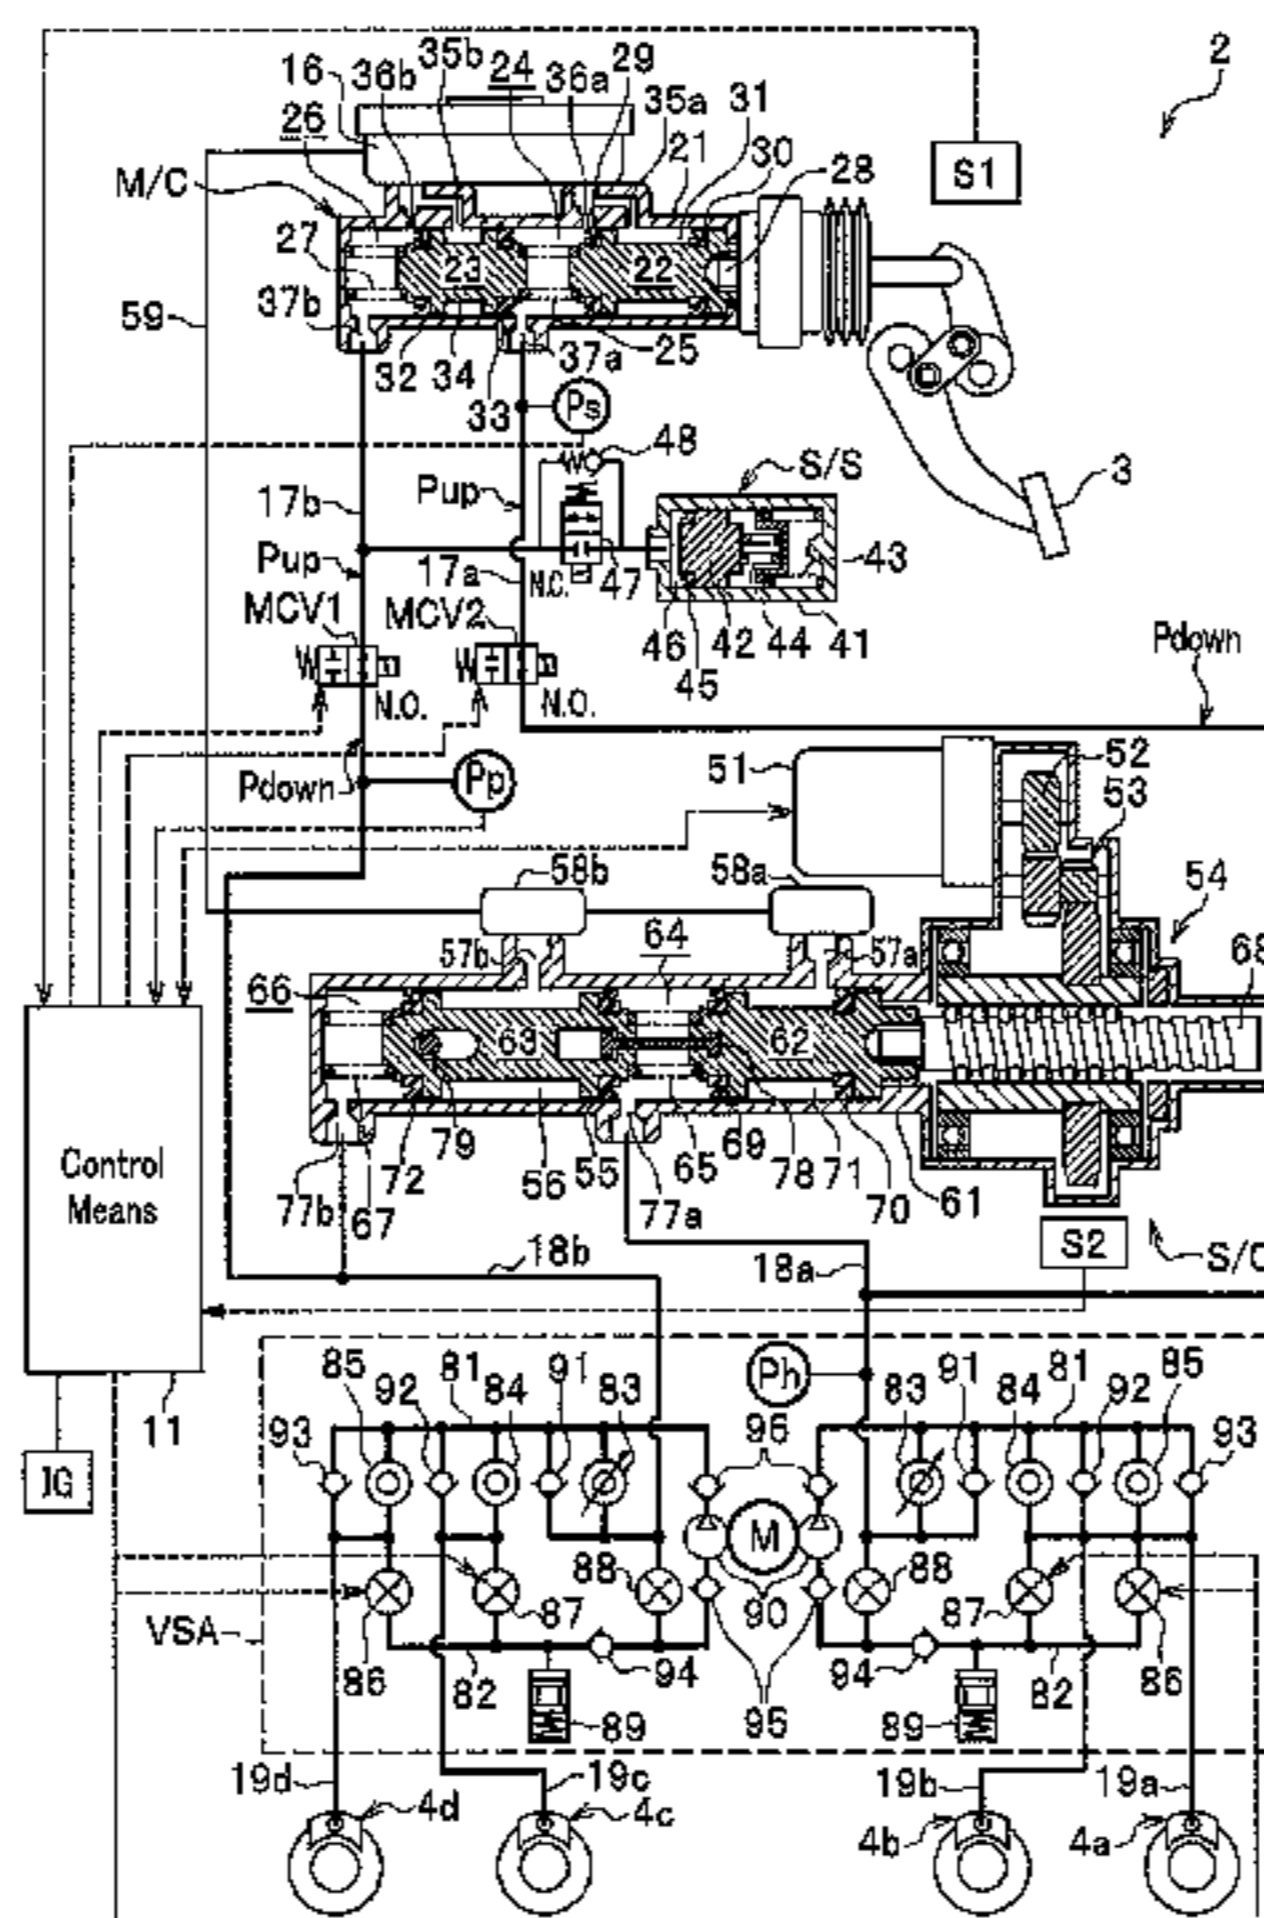 2
35b 24 36a 29
16 36b 35a 31
26 21 30
M/C 28 S1
27 23 22
37b
59
32 34 33 37a 25
Ps
48 S/S
Pup 3
17b
43
Pup 17a N.C. 47
MCV1 MCV2 46 42 44 41
45 Pdown
N.O. N.O.
51 52
Pdown Pp
53
58b 58a
54
57b 64 57a
68
66
63 62
79
72 56 55 65 69 78 71 70 61
77b 67 77a
Control
Means
S2
18b 18a S/C
85 92 81 84 91 83 Ph 91 81 85
83 84 92
93 96 93
11
IG
M
88 88
VSA 87 90 87
86 82 94 94 82 86
89 95 89
19d 19c 19b 19a
4d 4c 4b 4a